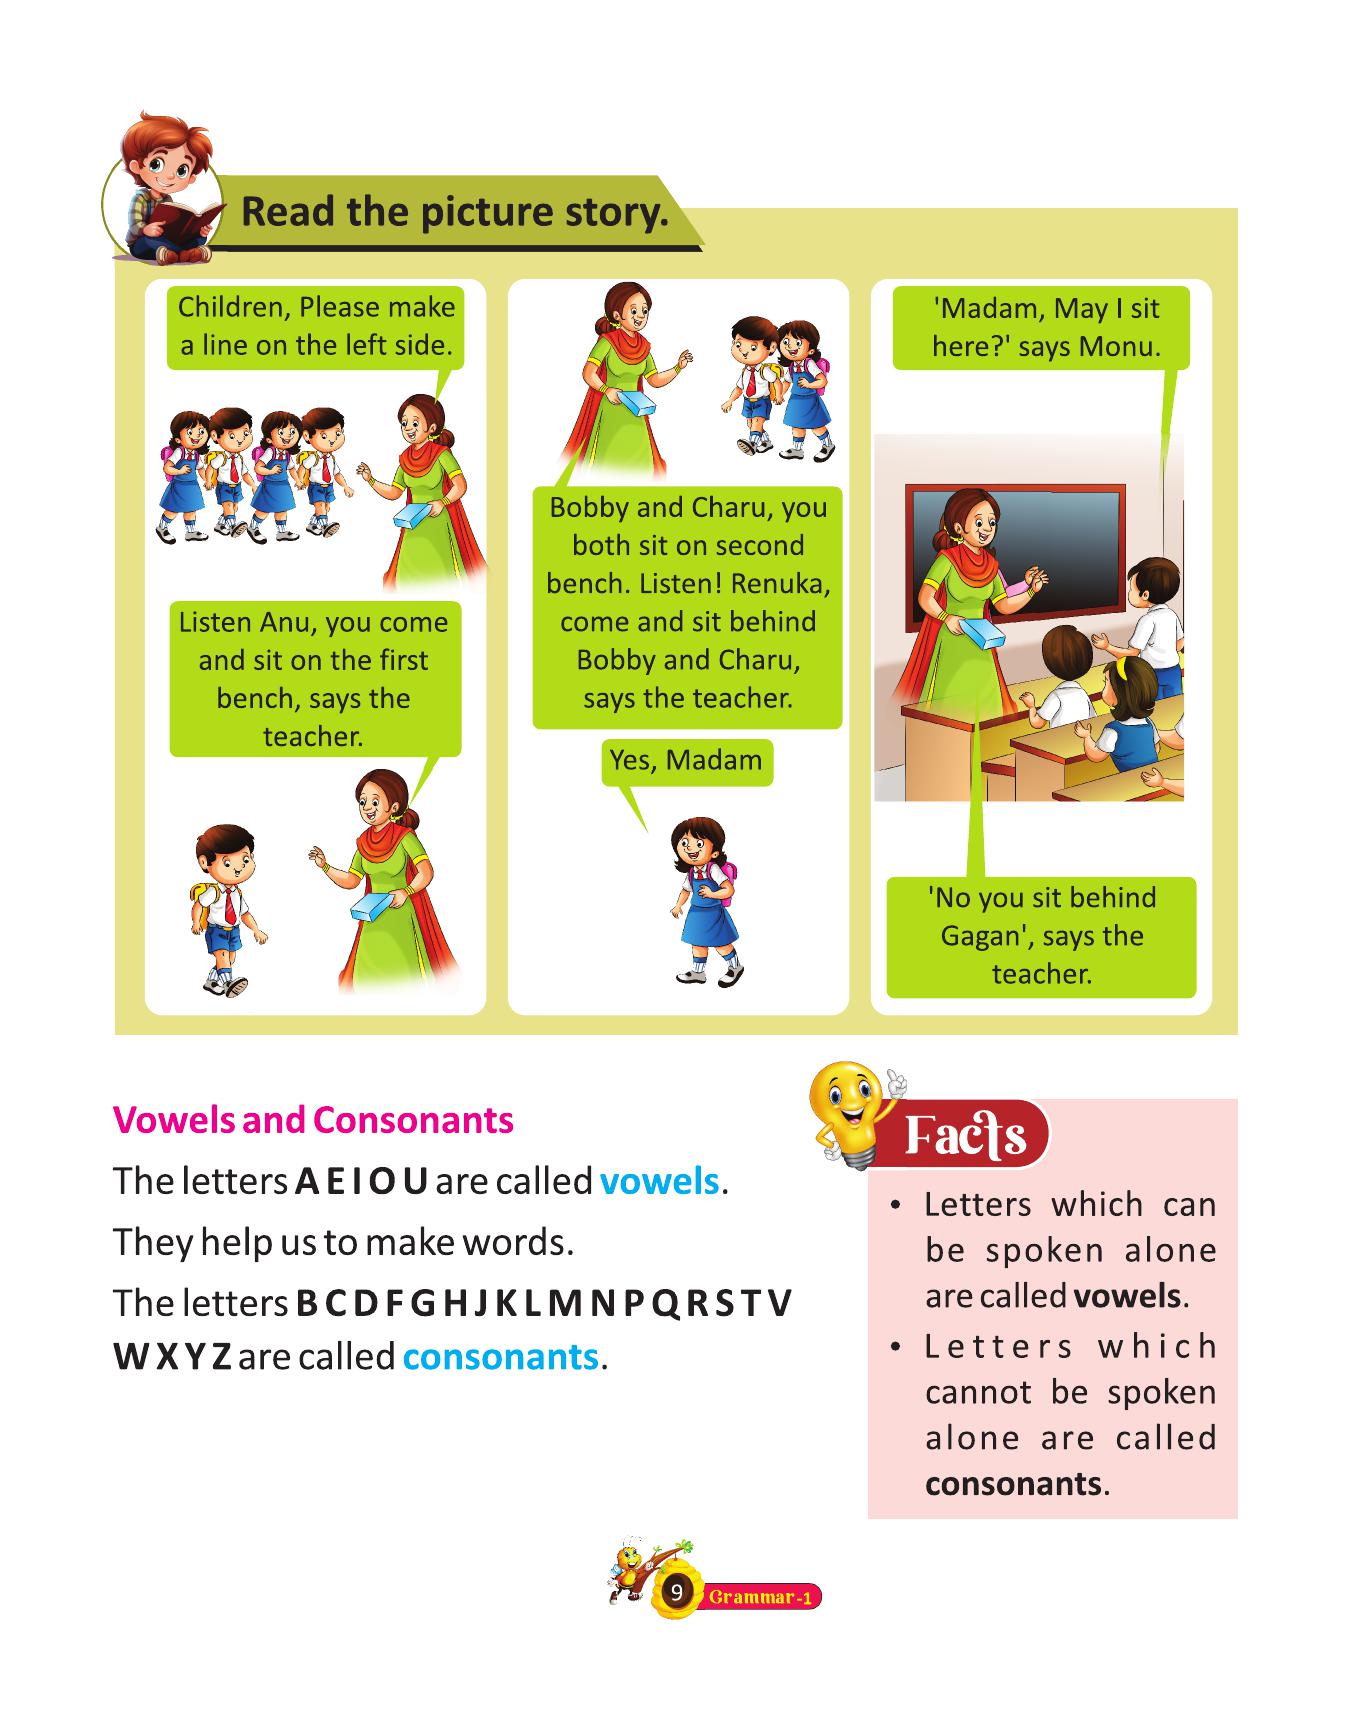 Read the picture story.
Children, Please make
a line on the left side.
Listen Anu, you come
and sit on the first
bench, says the
teacher.
Bobby and Charu, you
both sit on second
bench. Listen! Renuka,
come and sit behind
Bobby and Charu,
says the teacher.
Yes, Madam
'Madam, May I sit
here?' says Monu.
'No you sit behind
Gagan', says the
teacher.
Vowels and Consonants
The letters A E I O U are called vowels.
They help us to make words.
The letters B C D F G H J K L M N P Q R S T V
W X Y Z are called consonants.
Facts
• Letters which can
be spoken alone
are called vowels.
• Letters which
cannot be spoken
alone are called
consonants.
9
Grammar-1